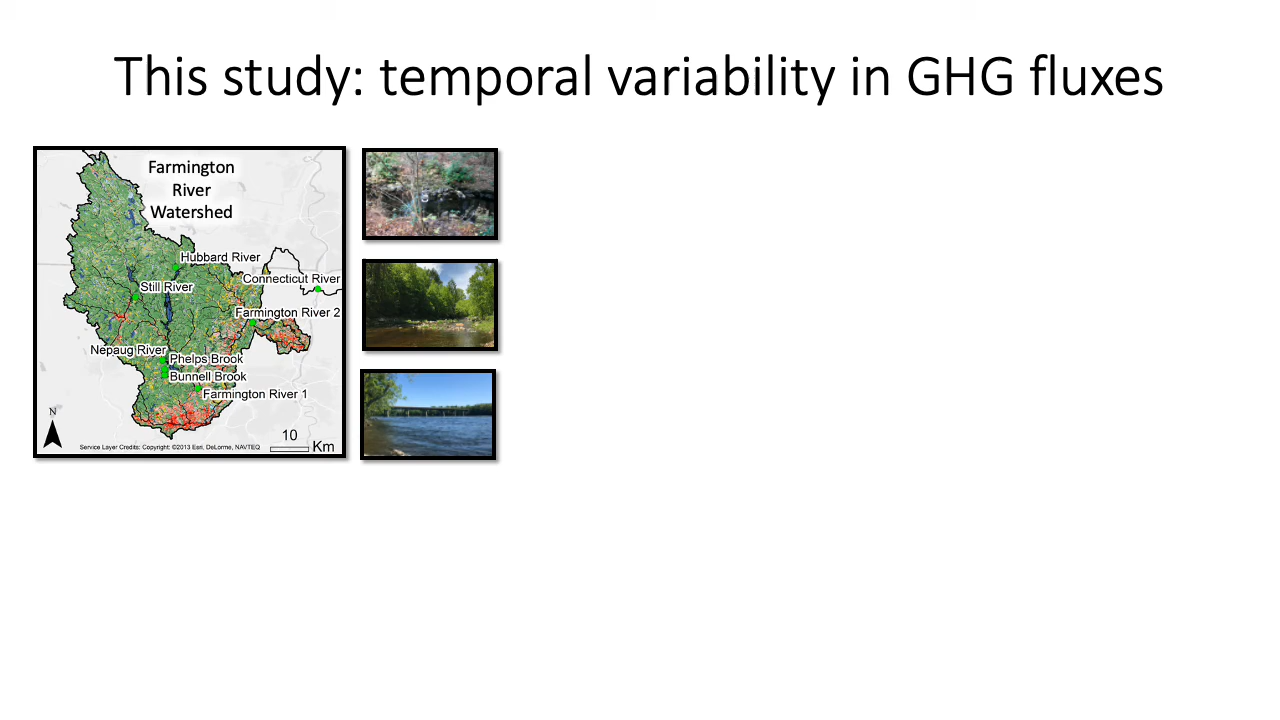 This study: temporal variability in GHG fluxes
Farmington
River
Watershed
Hubbard River
Connecticut River
Still River
Farmington River 2
Nepaug River
Phelps Brook
Bunnell Brook
Farmington River 1
N
10
Km
Service Layer Credits: Copyright: ©2013 Esri, DeLorme, NAVTEQ